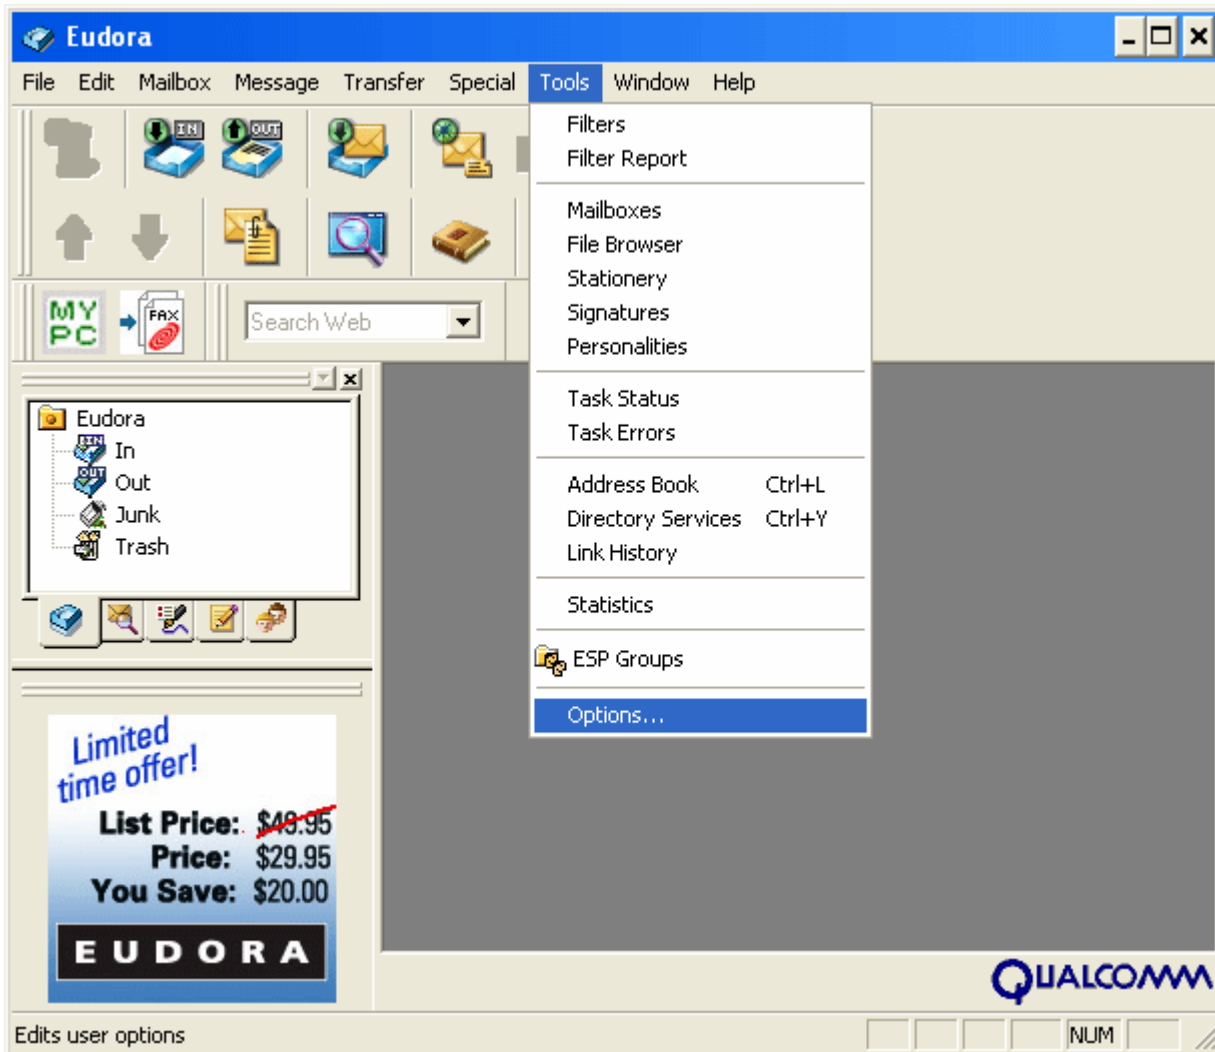 Eudora
File Edit Mailbox Message Transfer Special Tools Window Help
IN OUT
MY PC
FAX
Search Web
Filters
Filter Report
Mailboxes
File Browser
Stationery
Signatures
Personalities
Task Status
Task Errors
Address Book Ctrl+L
Directory Services Ctrl+Y
Link History
Statistics
ESP Groups
Options...
Eudora
IN
In
OUT
Out
Junk
Trash
Limited
time offer!
List Price: $49.95
Price: $29.95
You Save: $20.00
EUDORA
QUALCOMM
Edits user options
NUM